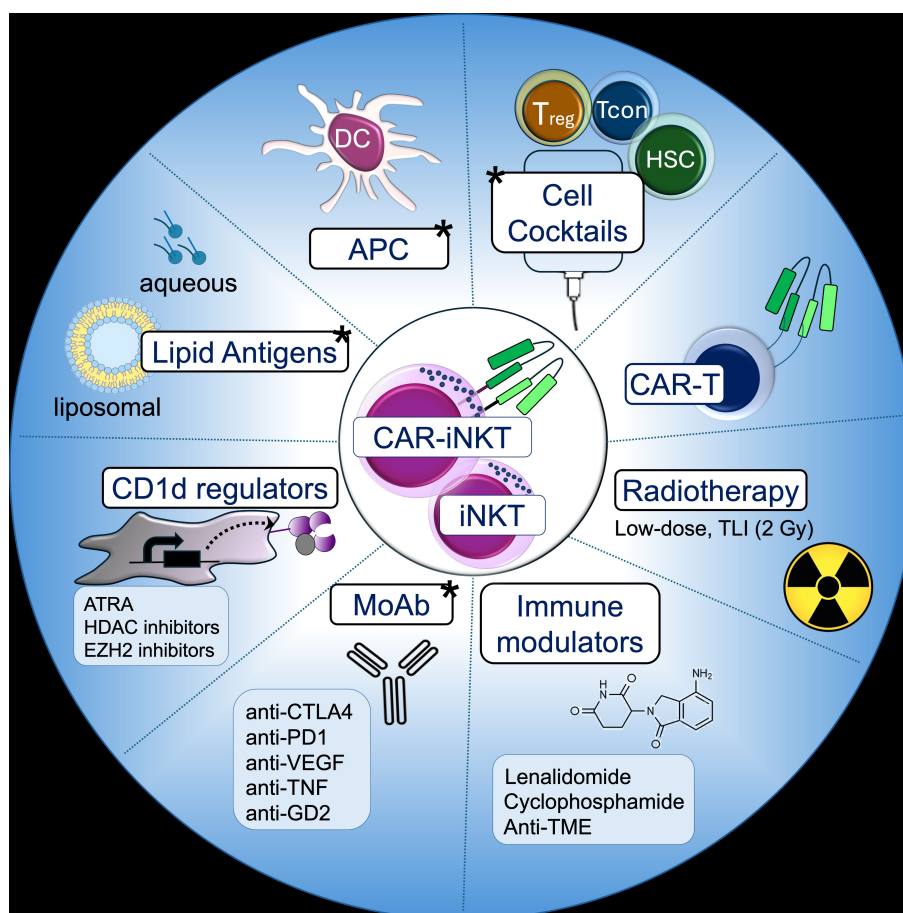 DC
APC*
Treg
Tcon
HSC
*Cell
Cocktails
aqueous
Lipid Antigens*
liposomal
CAR-T
CAR-iNKT
iNKT
CD1d regulators
ATRA
HDAC inhibitors
EZH2 inhibitors
Radiotherapy
Low-dose, TLI (2 Gy)
MoAb*
anti-CTLA4
anti-PD1
anti-VEGF
anti-TNF
anti-GD2
Immune
modulators
NH₂
O
H
N
O
N
O
Lenalidomide
Cyclophosphamide
Anti-TME